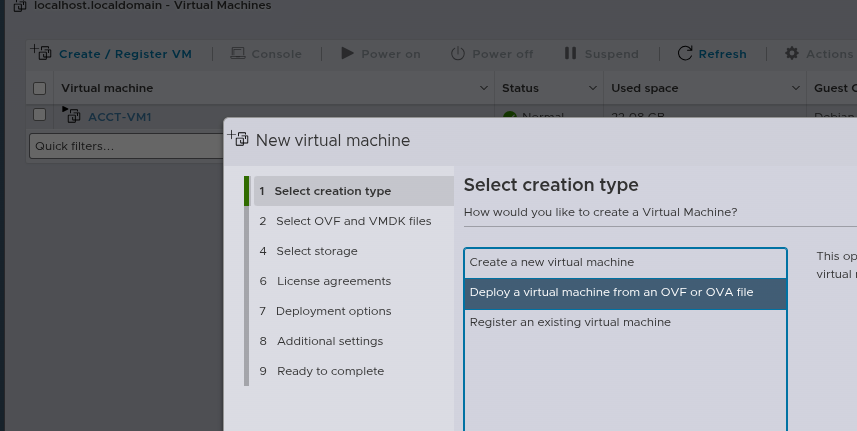 localhost.localdomain - Virtual Machines
Create / Register VM Console Power on Power off Suspend Refresh Actions
Virtual machine Status Used space Guest
ACCT-VM1 Normal 22.08 GB Debian
Quick filters...
New virtual machine
1 Select creation type
2 Select OVF and VMDK files
4 Select storage
6 License agreements
7 Deployment options
8 Additional settings
9 Ready to complete
Select creation type
How would you like to create a Virtual Machine?
Create a new virtual machine
Deploy a virtual machine from an OVF or OVA file
Register an existing virtual machine
This
virtual